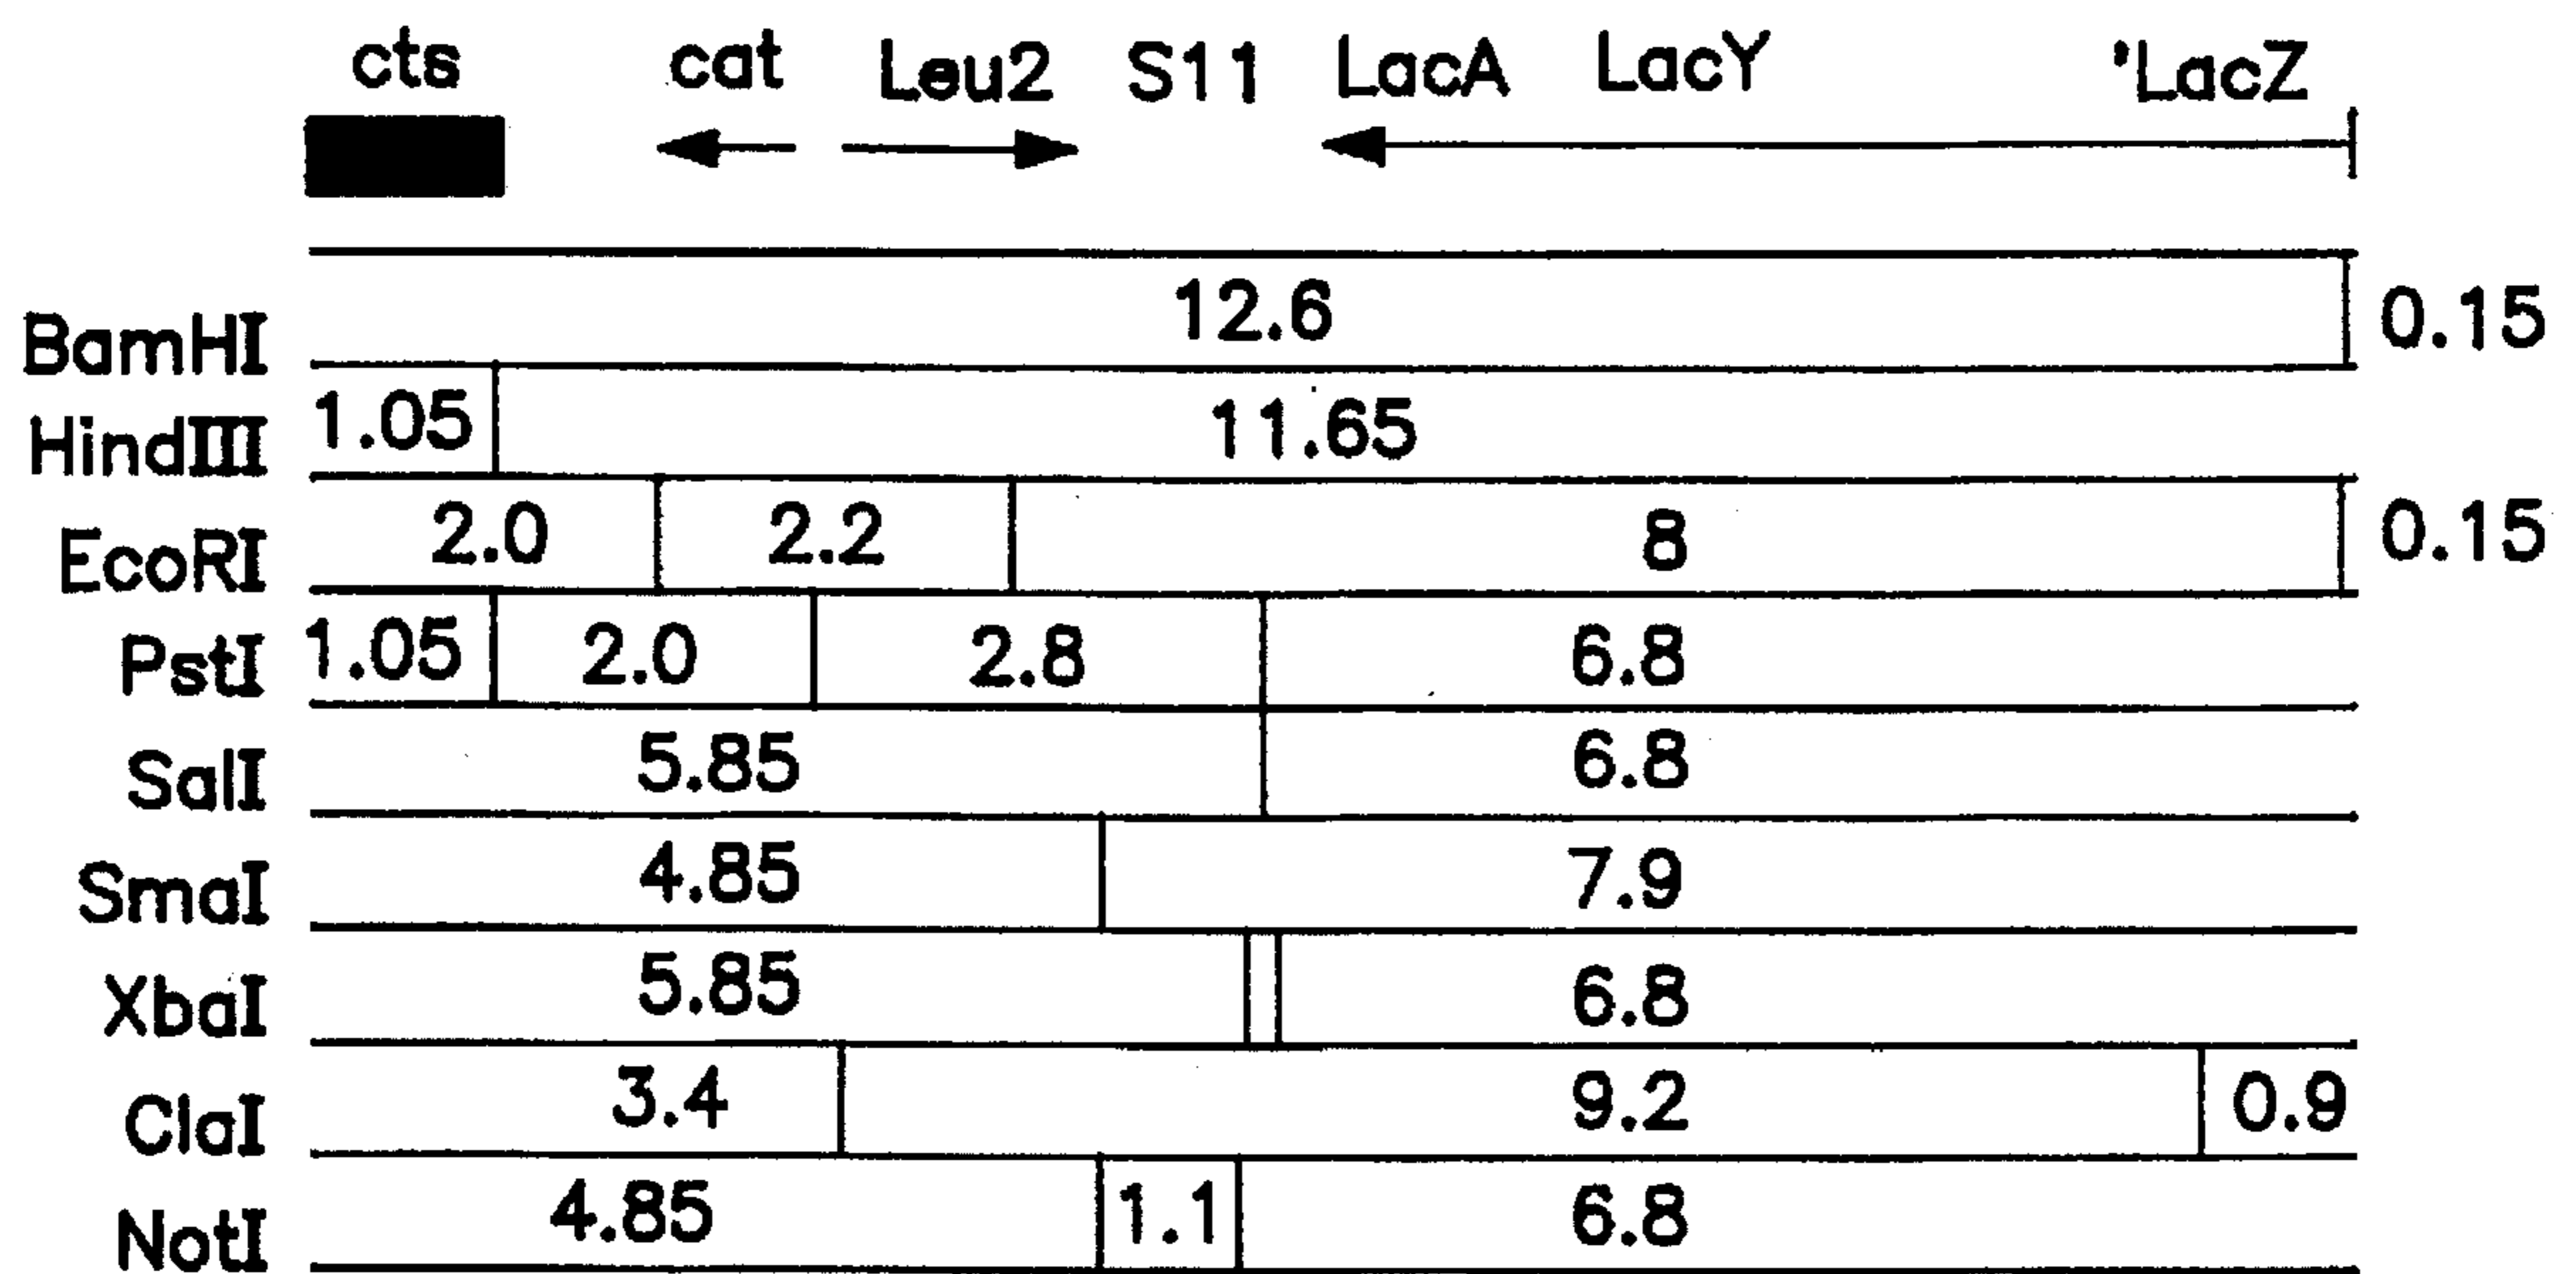 cts cat Leu2 S11 LacA LacY 'LacZ
BamHI 12.6 0.15
HindIII 1.05 11.65
EcoRI 2.0 2.2 8 0.15
PstI 1.05 2.0 2.8 6.8
SalI 5.85 6.8
SmaI 4.85 7.9
XbaI 5.85 6.8
ClaI 3.4 9.2 0.9
NotI 4.85 1.1 6.8